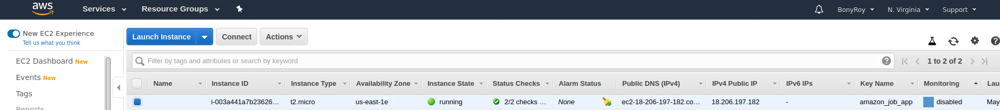 aws Services Resource Groups BonyRoy N. Virginia Support
New EC2 Experience
Tell us what you think
Launch Instance Connect Actions
EC2 Dashboard New
Filter by tags and attributes or search by keyword ? 1 to 2 of 2
Events New
Name Instance ID Instance Type Availability Zone Instance State Status Checks Alarm Status Public DNS (IPv4) IPv4 Public IP IPv6 IPs Key Name Monitoring Lau
Tags
i-003a441a7b23626... t2.micro us-east-1e running 2/2 checks ... None ec2-18-206-197-182.co... 18.206.197.182 - amazon_job_app disabled May
Reports